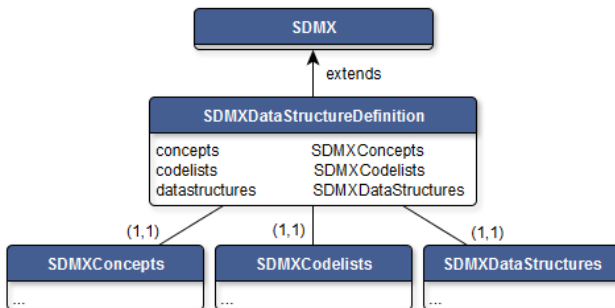 SDMX
extends
SDMXDataStructureDefinition
concepts SDMXConcepts
codelists SDMXCodelists
datastructures SDMXDataStructures
(1,1) (1,1) (1,1)
SDMXConcepts SDMXCodelists SDMXDataStructures
... ... ...